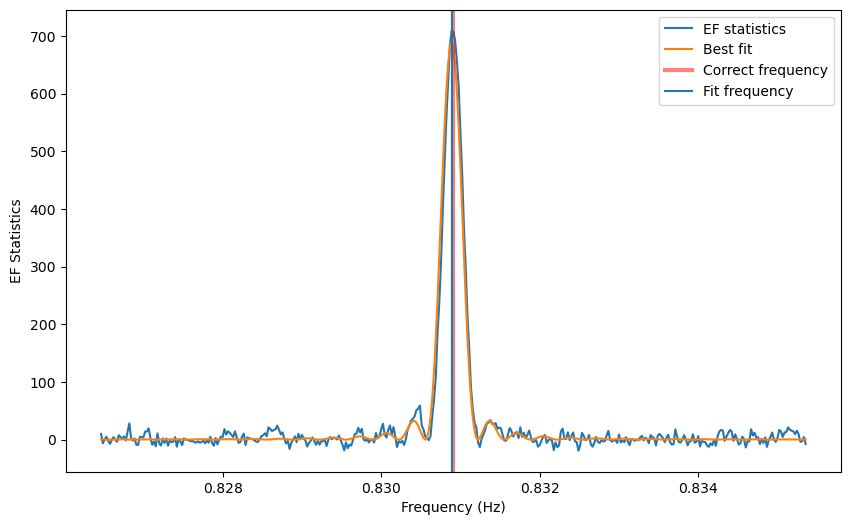 EF statistics
Best fit
Correct frequency
Fit frequency
700
600
500
400
300
200
100
0
EF Statistics
0.828
0.830
0.832
0.834
Frequency (Hz)